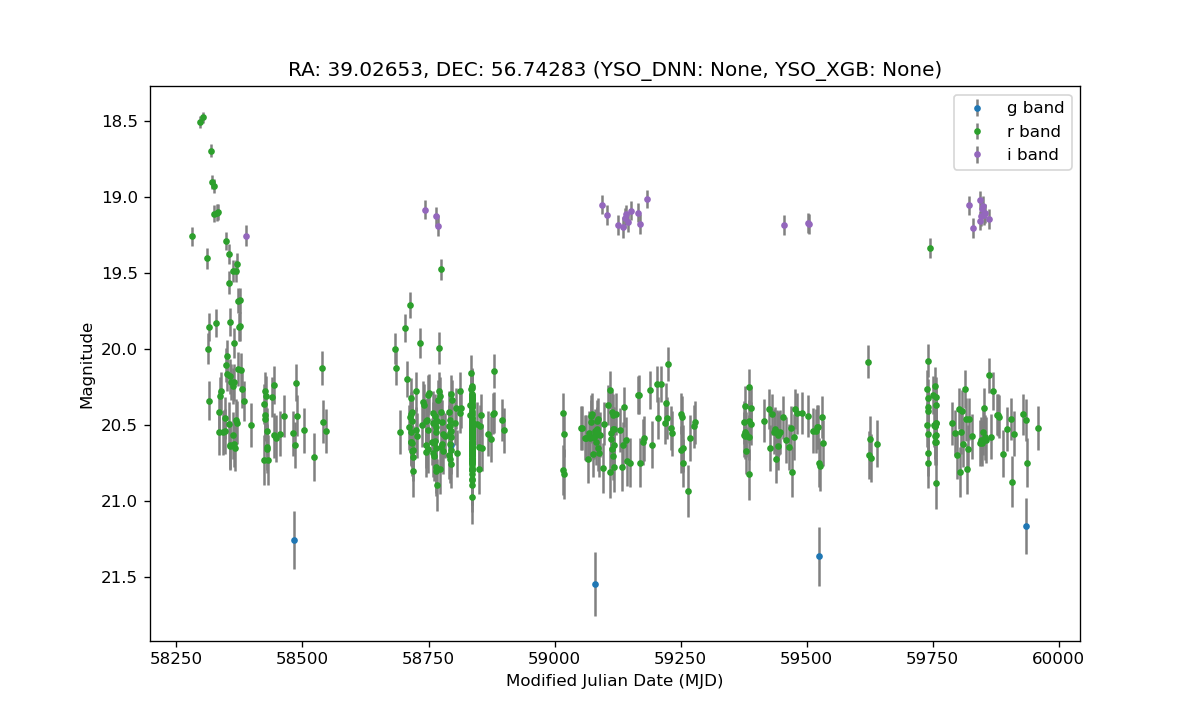 RA: 39.02653, DEC: 56.74283 (YSO_DNN: None, YSO_XGB: None)
g band
r band
i band
18.5
19.0
19.5
20.0
20.5
21.0
21.5
Magnitude
58250 58500 58750 59000 59250 59500 59750 60000
Modified Julian Date (MJD)